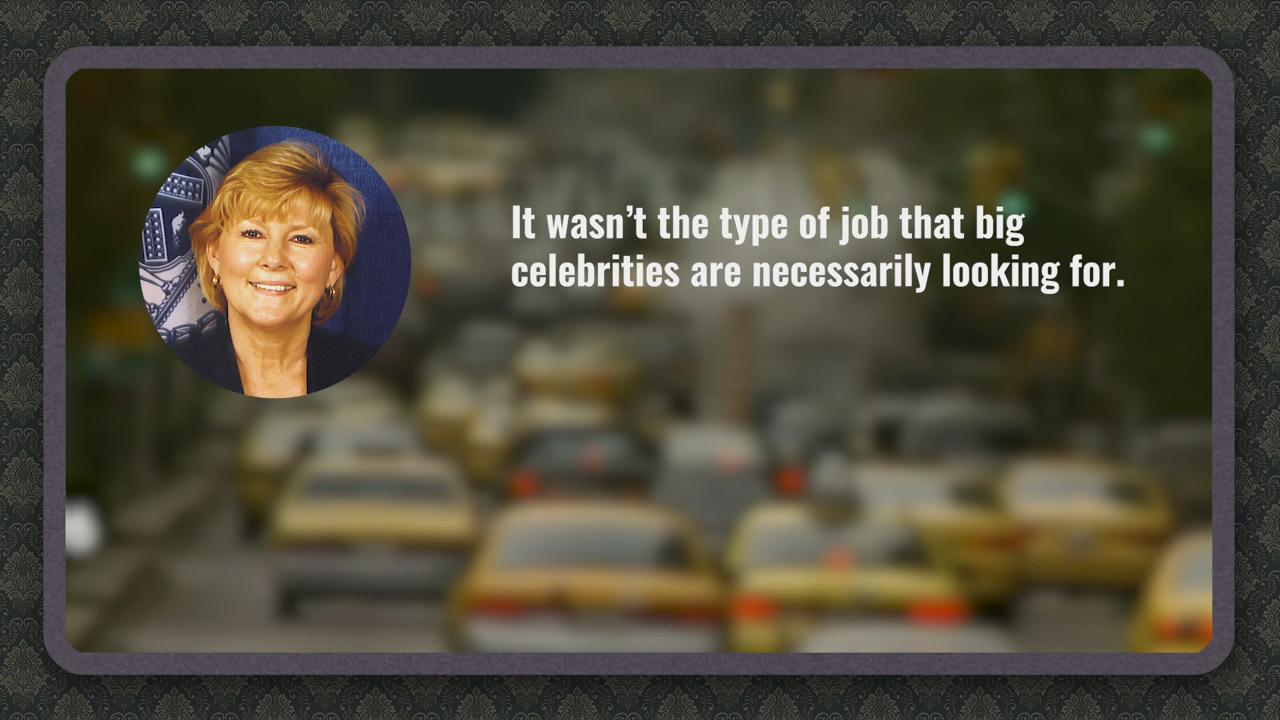 It wasn’t the type of job that big
celebrities are necessarily looking for.